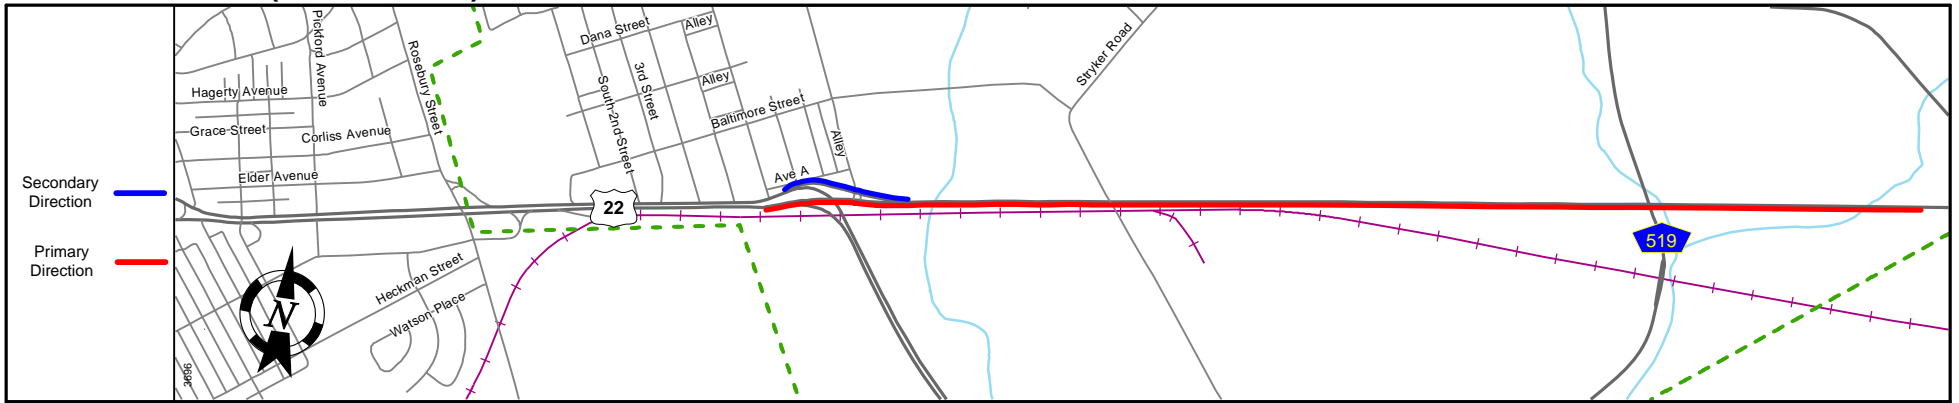 Secondary
Direction
Primary
Direction
Pickford Avenue
Rosebury Street
Hagerty Avenue
Grace Street
Corliss Avenue
Elder Avenue
Heckman Street
Watson Place
N
3696
22
Dana Street
Alley
South 2nd Street
3rd Street
Alley
Baltimore Street
Alley
Ave A
Stryker Road
519